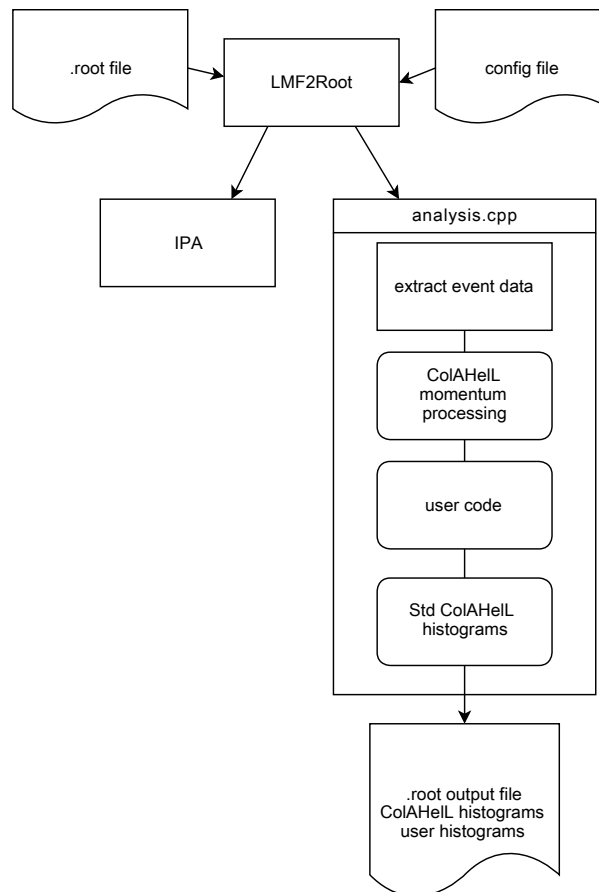 .root file
LMF2Root
config file
IPA
analysis.cpp
extract event data
ColAHelL
momentum
processing
user code
Std ColAHelL
histograms
.root output file
ColAHelL histograms
user histograms